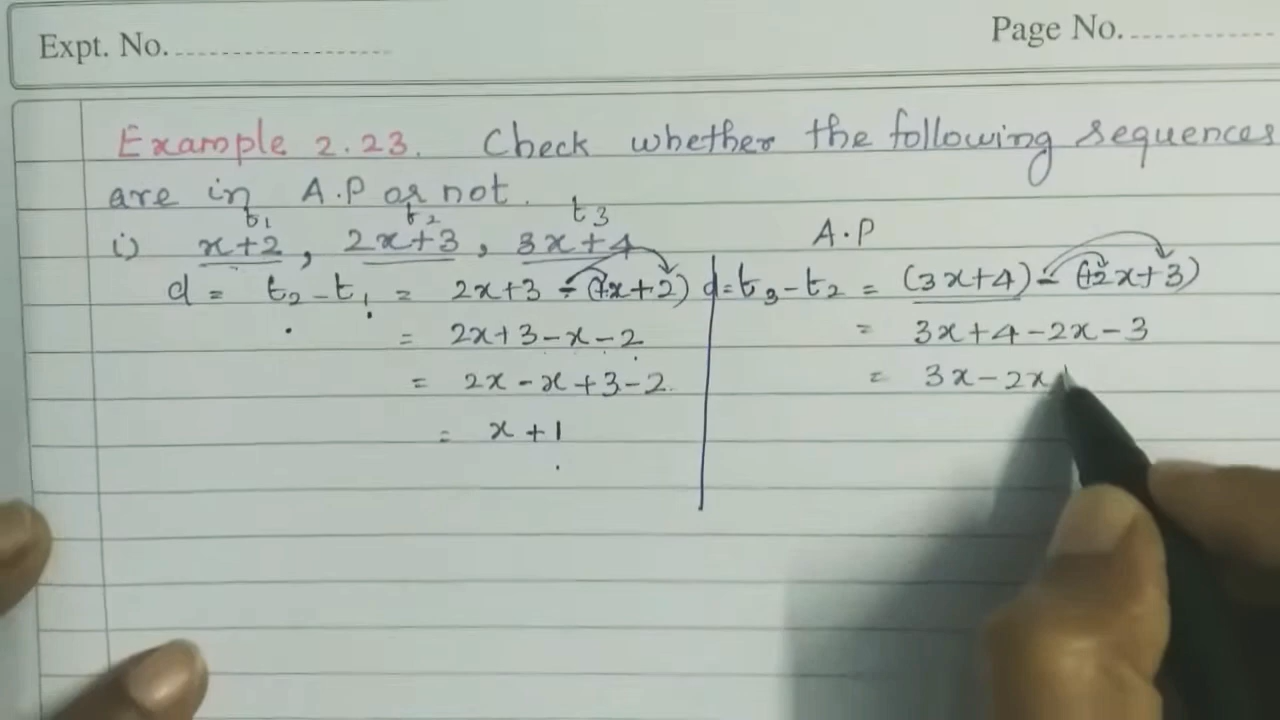 Expt. No.
Page No.
Example 2.23. Check whether the following sequences
are in A.P or not.
t₁ t₂ t₃
i) x+2, 2x+3, 3x+4
A.P
d = t₂ - t₁ = 2x+3 - (+x+2)
= 2x+3-x-2
= 2x-x+3-2
= x+1
d = t₃ - t₂ = (3x+4) - (+2x+3)
= 3x+4-2x-3
= 3x-2x